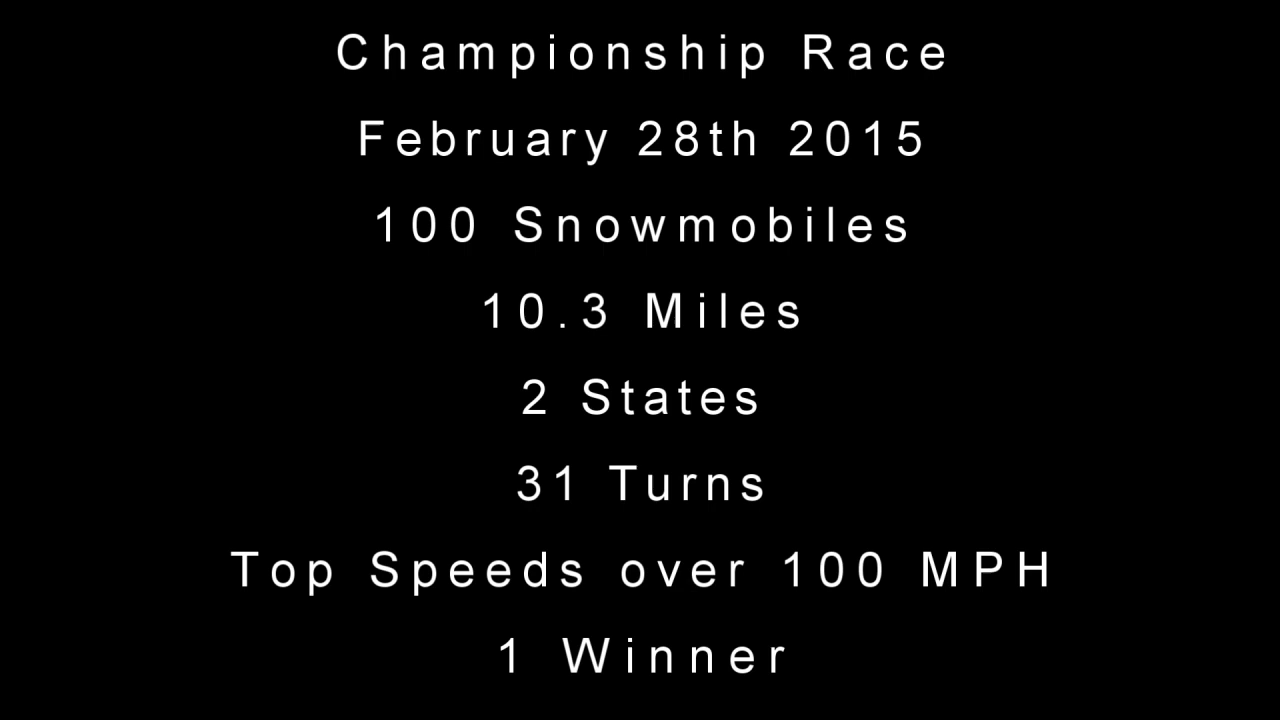 Championship Race
February 28th 2015
100 Snowmobiles
10.3 Miles
2 States
31 Turns
Top Speeds over 100 MPH
1 Winner